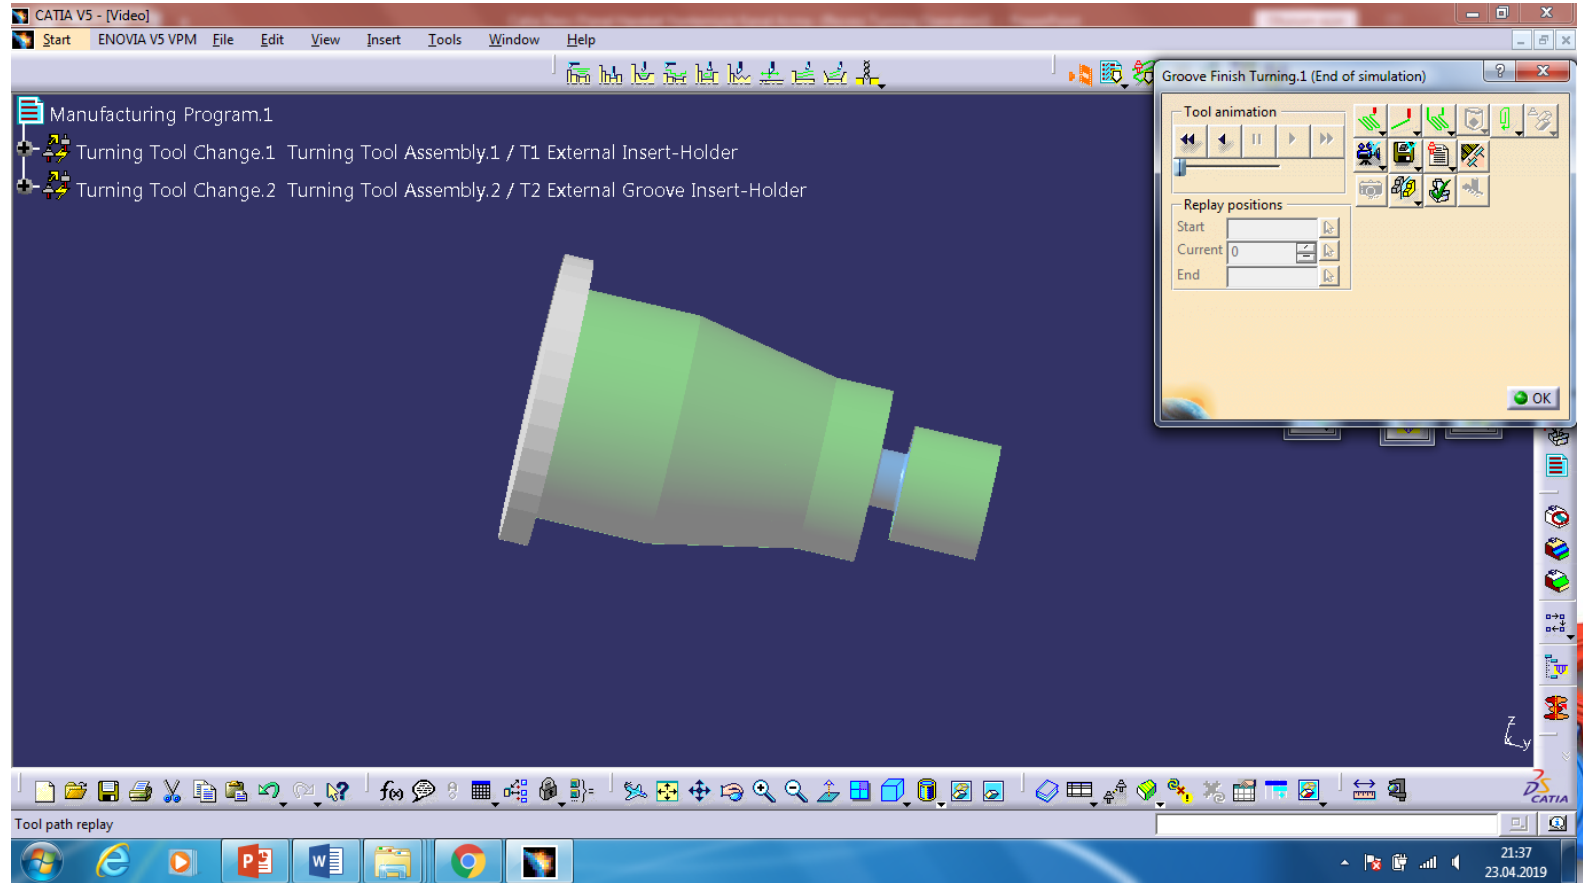 CATIA V5 - [Video]
Start ENOVIA V5 VPM File Edit View Insert Tools Window Help
Groove Finish Turning.1 (End of simulation)
Manufacturing Program.1
Turning Tool Change.1 Turning Tool Assembly.1 / T1 External Insert-Holder
Turning Tool Change.2 Turning Tool Assembly.2 / T2 External Groove Insert-Holder
Tool animation
Replay positions
Start
Current 0
End
OK
z
y
f(x)
CATIA
Tool path replay
21:37
23.04.2019